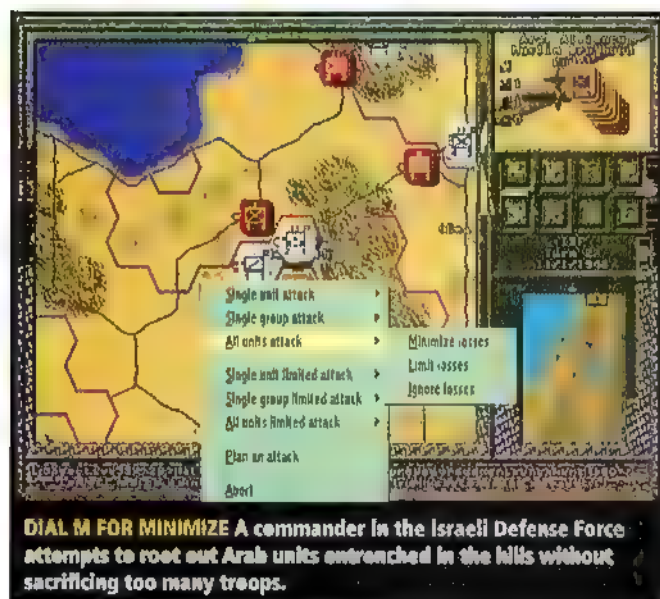 Single unit attack
Single group attack
All units attack
Minimize losses
Limit losses
Ignore losses
Single unit limited attack
Single group limited attack
All units limited attack
Plan an attack
Abort
DIAL M FOR MINIMIZE A commander in the Israeli Defense Force
attempts to root out Arab units entrenched in the hills without
sacrificing too many troops.